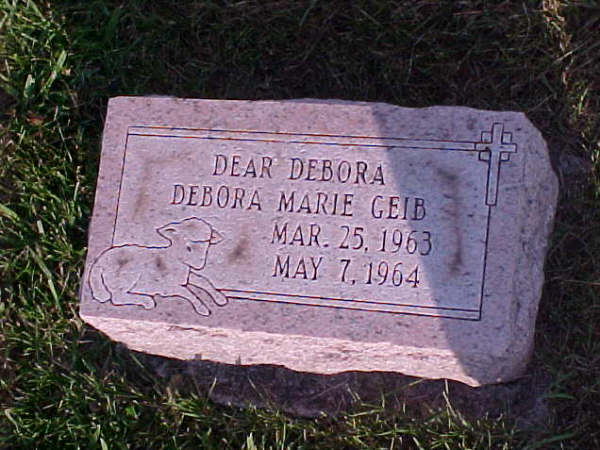 DEAR DEBORA
DEBORA MARIE GEIB
MAR. 25, 1963
MAY 7, 1964